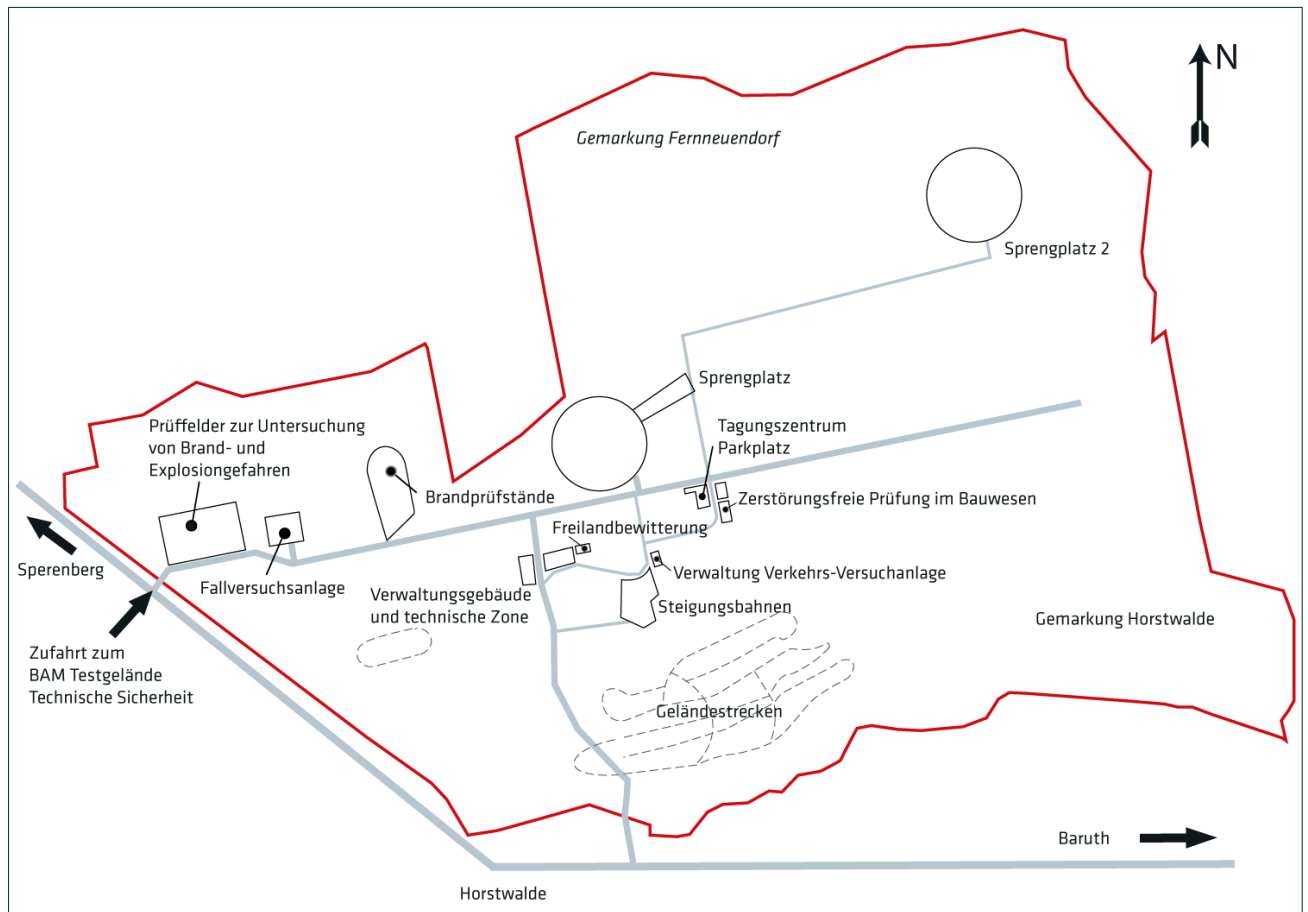 N
Gemarkung Fernneuendorf
Sprengplatz 2
Sprengplatz
Prüffelder zur Untersuchung
von Brand- und
Explosiongefahren
Tagungszentrum
Parkplatz
Brandprüfstände
Zerstörungsfreie Prüfung im Bauwesen
Freilandbewitterung
Sperenberg
Fallversuchsanlage
Verwaltung Verkehrs-Versuchanlage
Verwaltungsgebäude
und technische Zone
Steigungsbahnen
Gemarkung Horstwalde
Zufahrt zum
BAM Testgelände
Technische Sicherheit
Geländestrecken
Baruth
Horstwalde